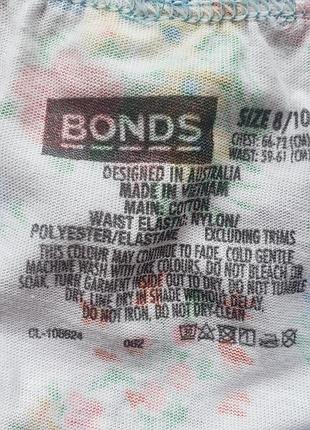 BONDS
SIZE 8/10
CHEST: 66-72 (CM)
WAIST: 59-61 (CM)
DESIGNED IN AUSTRALIA
MADE IN VIETNAM
MAIN: COTTON
WAIST ELASTIC: NYLON/
POLYESTER/ELASTANE EXCLUDING TRIMS
THIS COLOUR MAY CONTINUE TO FADE. COLD GENTLE
MACHINE WASH WITH LIKE COLOURS. DO NOT BLEACH OR
SOAK, TURN GARMENT INSIDE OUT TO DRY. DO NOT TUMBLE
DRY, LINE DRY IN SHADE WITHOUT DELAY,
DO NOT IRON, DO NOT DRY-CLEAN
CL-108624 062